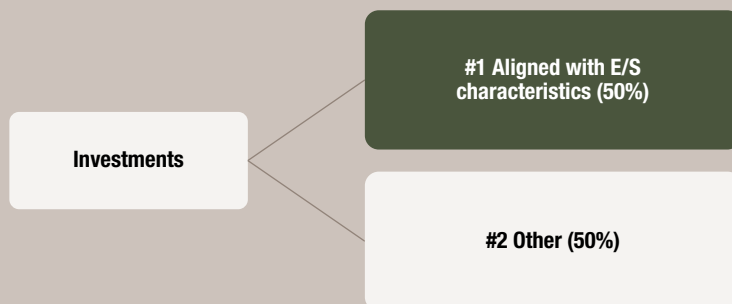 #1 Aligned with E/S
characteristics (50%)
Investments
#2 Other (50%)